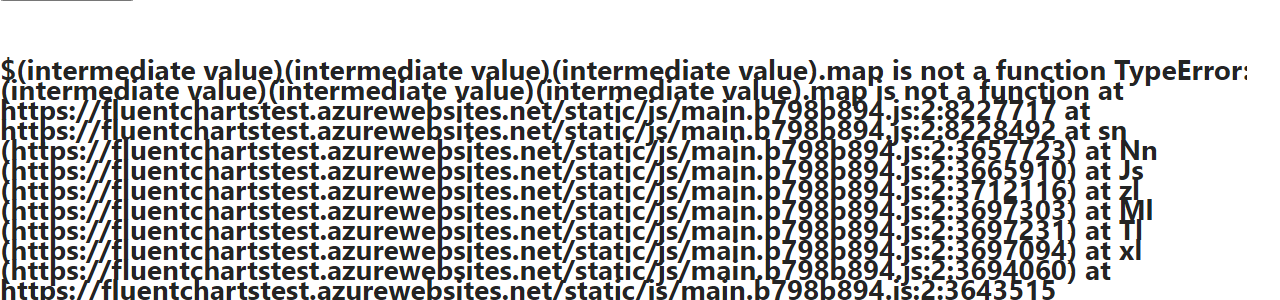 $(intermediate value)(intermediate value)(intermediate value).map is not a function TypeError:
(intermediate value)(intermediate value)(intermediate value).map is not a function at
https://fluentchartstest.azurewebsites.net/static/js/main.b798b894.js:2:8227717 at
https://fluentchartstest.azurewebsites.net/static/js/main.b798b894.js:2:8228492 at sn
(https://fluentchartstest.azurewebsites.net/static/js/main.b798b894.js:2:3657723) at Nn
(https://fluentchartstest.azurewebsites.net/static/js/main.b798b894.js:2:3665910) at Js
(https://fluentchartstest.azurewebsites.net/static/js/main.b798b894.js:2:3712116) at zl
(https://fluentchartstest.azurewebsites.net/static/js/main.b798b894.js:2:3697303) at Ml
(https://fluentchartstest.azurewebsites.net/static/js/main.b798b894.js:2:3697231) at Tl
(https://fluentchartstest.azurewebsites.net/static/js/main.b798b894.js:2:3697094) at xl
(https://fluentchartstest.azurewebsites.net/static/js/main.b798b894.js:2:3694060) at
https://fluentchartstest.azurewebsites.net/static/js/main.b798b894.js:2:3643515